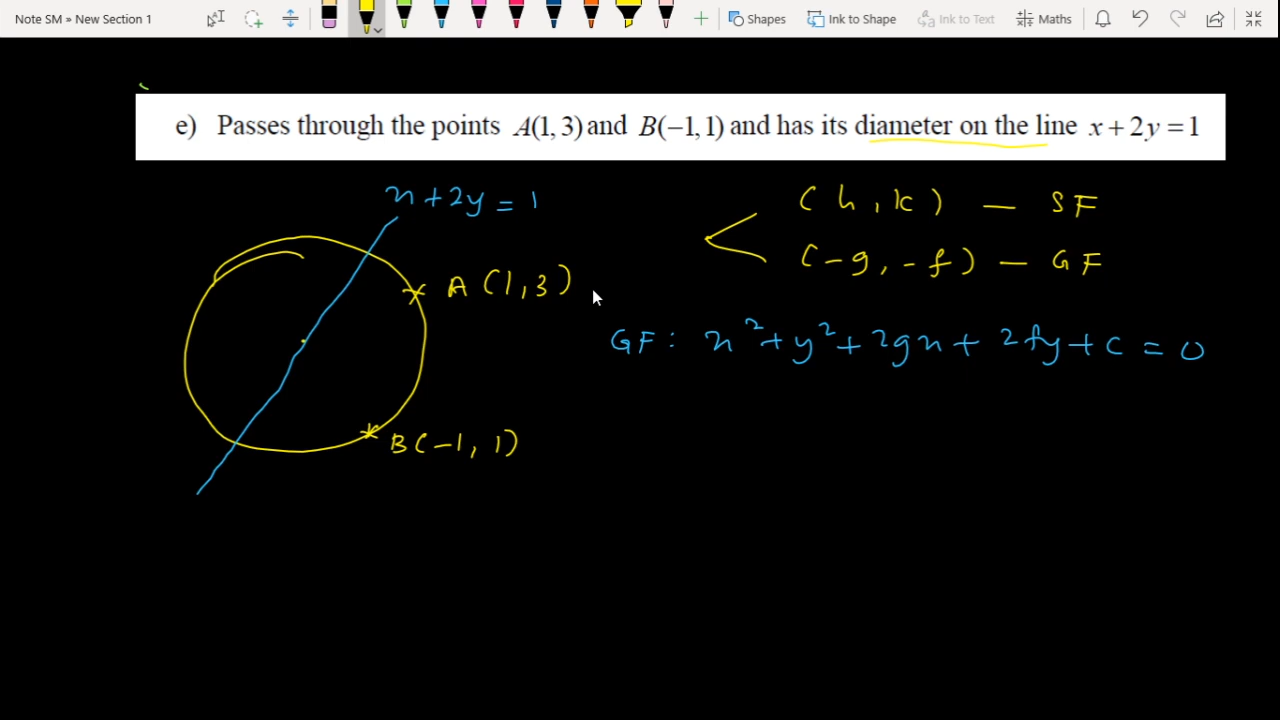 Note SM » New Section 1
Shapes
Ink to Shape
Ink to Text
Maths
e) Passes through the points A(1, 3) and B(−1, 1) and has its diameter on the line x + 2y = 1
x + 2y = 1
(h, k) — SF
(-g, -f) — GF
A (1, 3)
GF: x² + y² + 2gx + 2fy + c = 0
B(-1, 1)